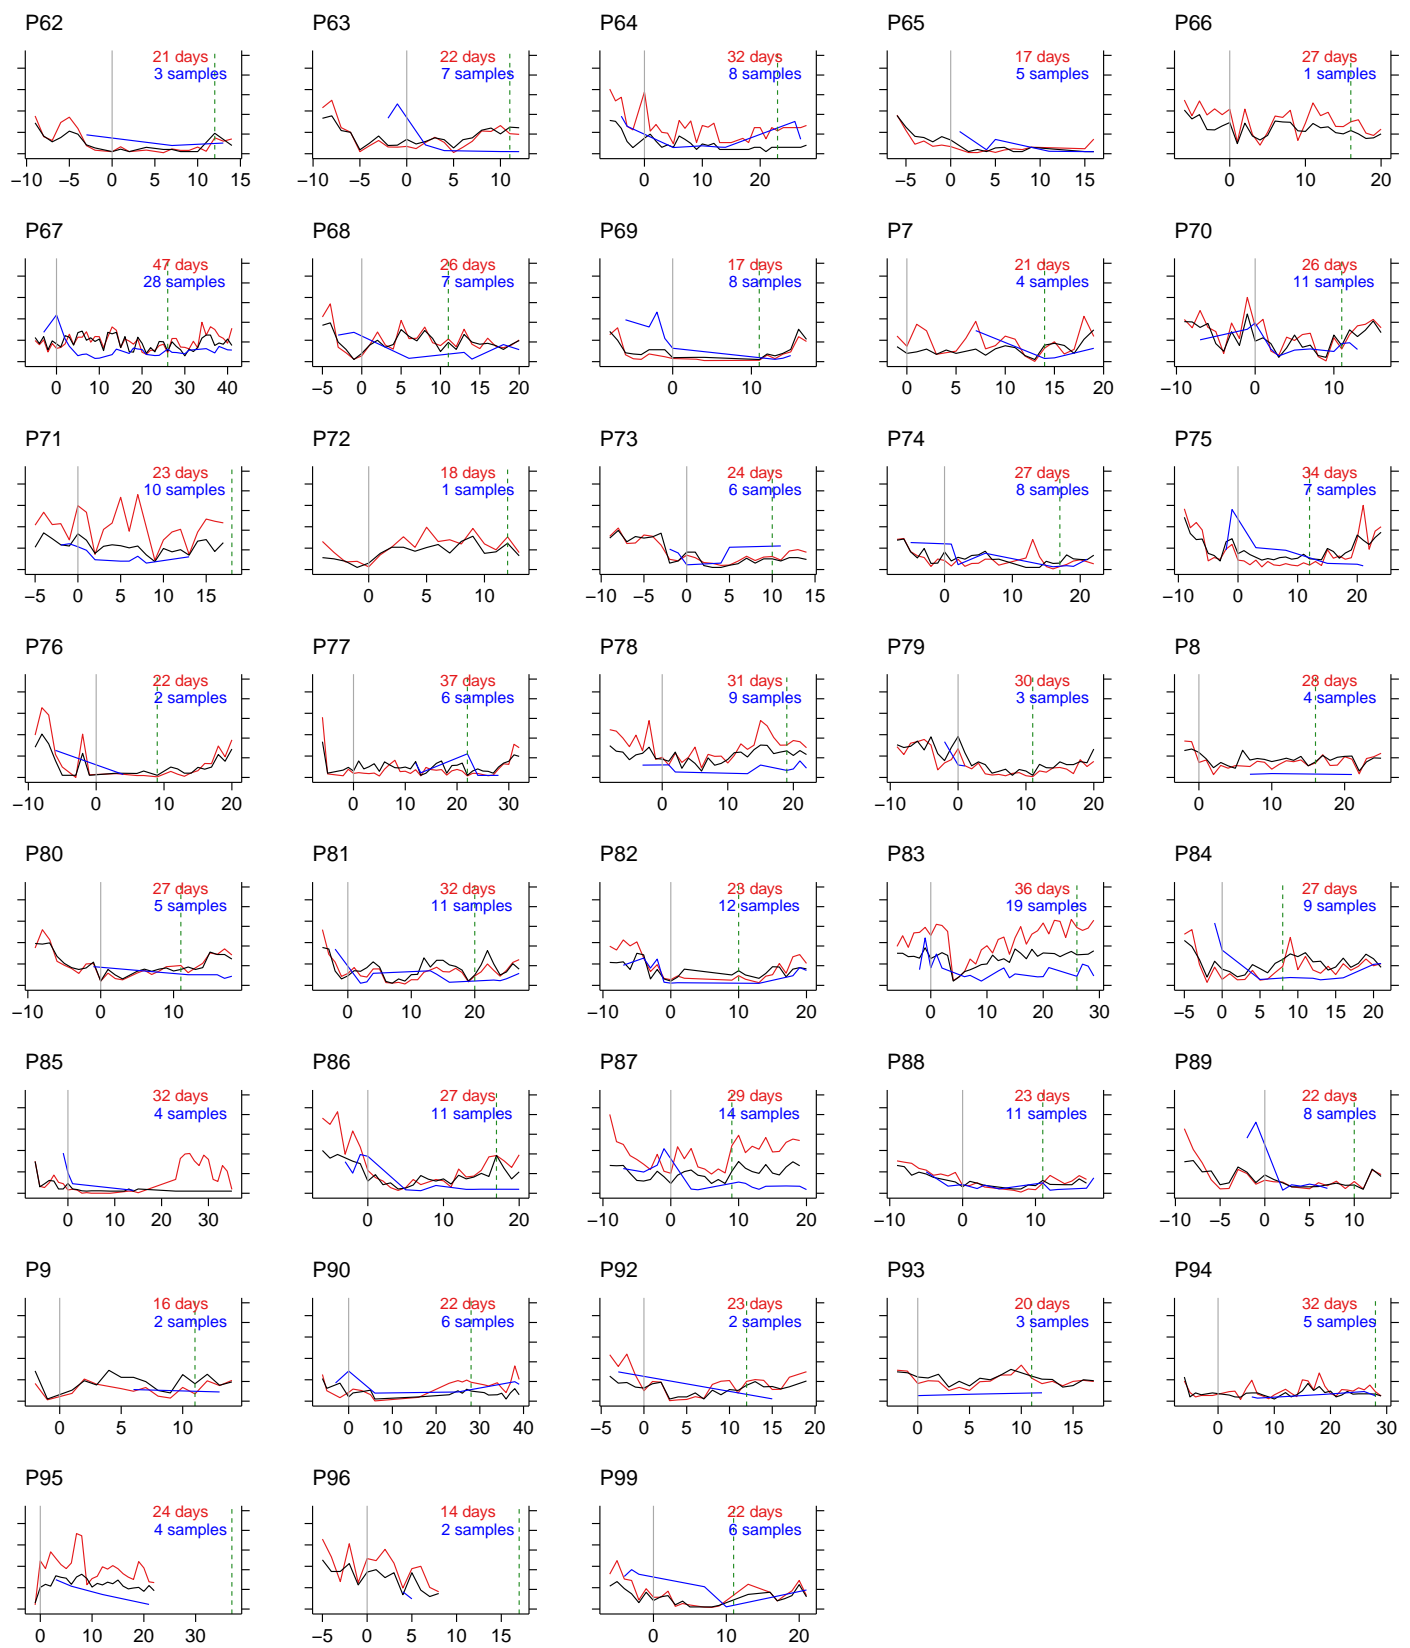 P62 P63 P64 P65 P66
21 days 22 days 32 days 17 days 27 days
3 samples 7 samples 8 samples 5 samples 1 samples
−10 −5 0 5 10 15 −10 −5 0 5 10 0 10 20 −5 0 5 10 15 0 10 20
P67 P68 P69 P7 P70
47 days 26 days 17 days 21 days 26 days
28 samples 7 samples 8 samples 4 samples 11 samples
0 10 20 30 40 −5 0 5 10 15 20 0 10 0 5 10 15 20 −10 0 10
P71 P72 P73 P74 P75
23 days 18 days 24 days 27 days 34 days
10 samples 1 samples 6 samples 8 samples 7 samples
−5 0 5 10 15 0 5 10 −10 −5 0 5 10 15 0 10 20 −10 0 10 20
P76 P77 P78 P79 P8
22 days 37 days 31 days 30 days 28 days
2 samples 6 samples 9 samples 3 samples 4 samples
−10 0 10 20 0 10 20 30 −10 0 10 20 −10 0 10 20 0 10 20
P80 P81 P82 P83 P84
27 days 32 days 23 days 36 days 27 days
5 samples 11 samples 12 samples 19 samples 9 samples
−10 0 10 0 10 20 −10 0 10 20 0 10 20 30 −5 0 5 10 15 20
P85 P86 P87 P88 P89
32 days 27 days 29 days 23 days 22 days
4 samples 11 samples 14 samples 11 samples 8 samples
0 10 20 30 0 10 20 −10 0 10 20 −10 0 10 −10 −5 0 5 10
P9 P90 P92 P93 P94
16 days 22 days 23 days 20 days 32 days
2 samples 6 samples 2 samples 3 samples 5 samples
0 5 10 0 10 20 30 40 −5 0 5 10 15 20 0 5 10 15 0 10 20 30
P95 P96 P99
24 days 14 days 22 days
4 samples 2 samples 6 samples
0 10 20 30 −5 0 5 10 15 0 10 20